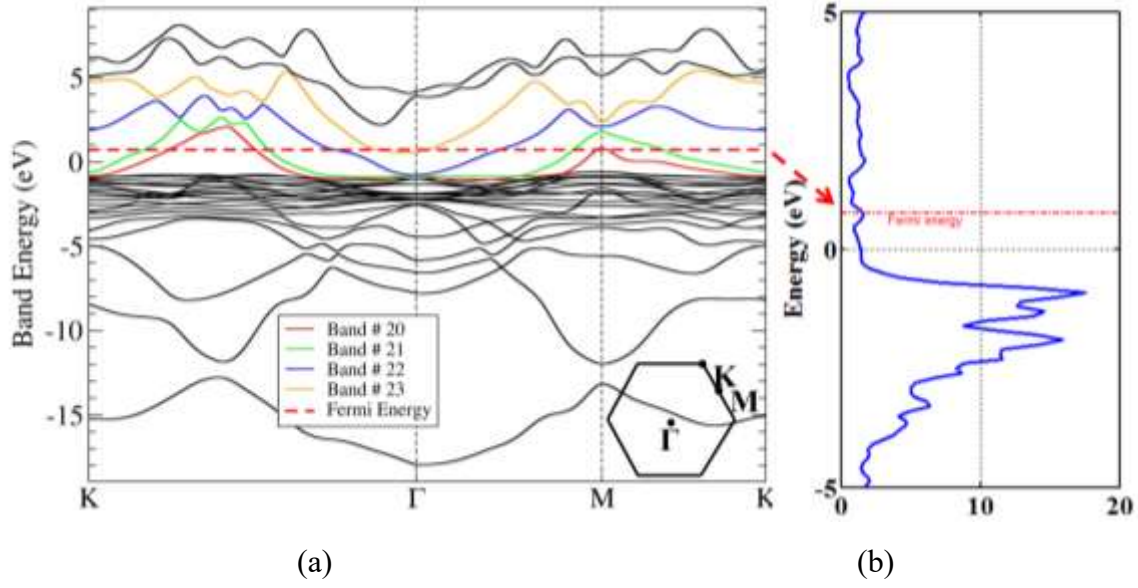 Band Energy (eV)
5
0
-5
-10
-15
Band # 20
Band # 21
Band # 22
Band # 23
Fermi Energy
K
M
Γ
K
Γ
M
K
(a)
Energy (eV)
5
0
-5
Fermi energy
0
10
20
(b)